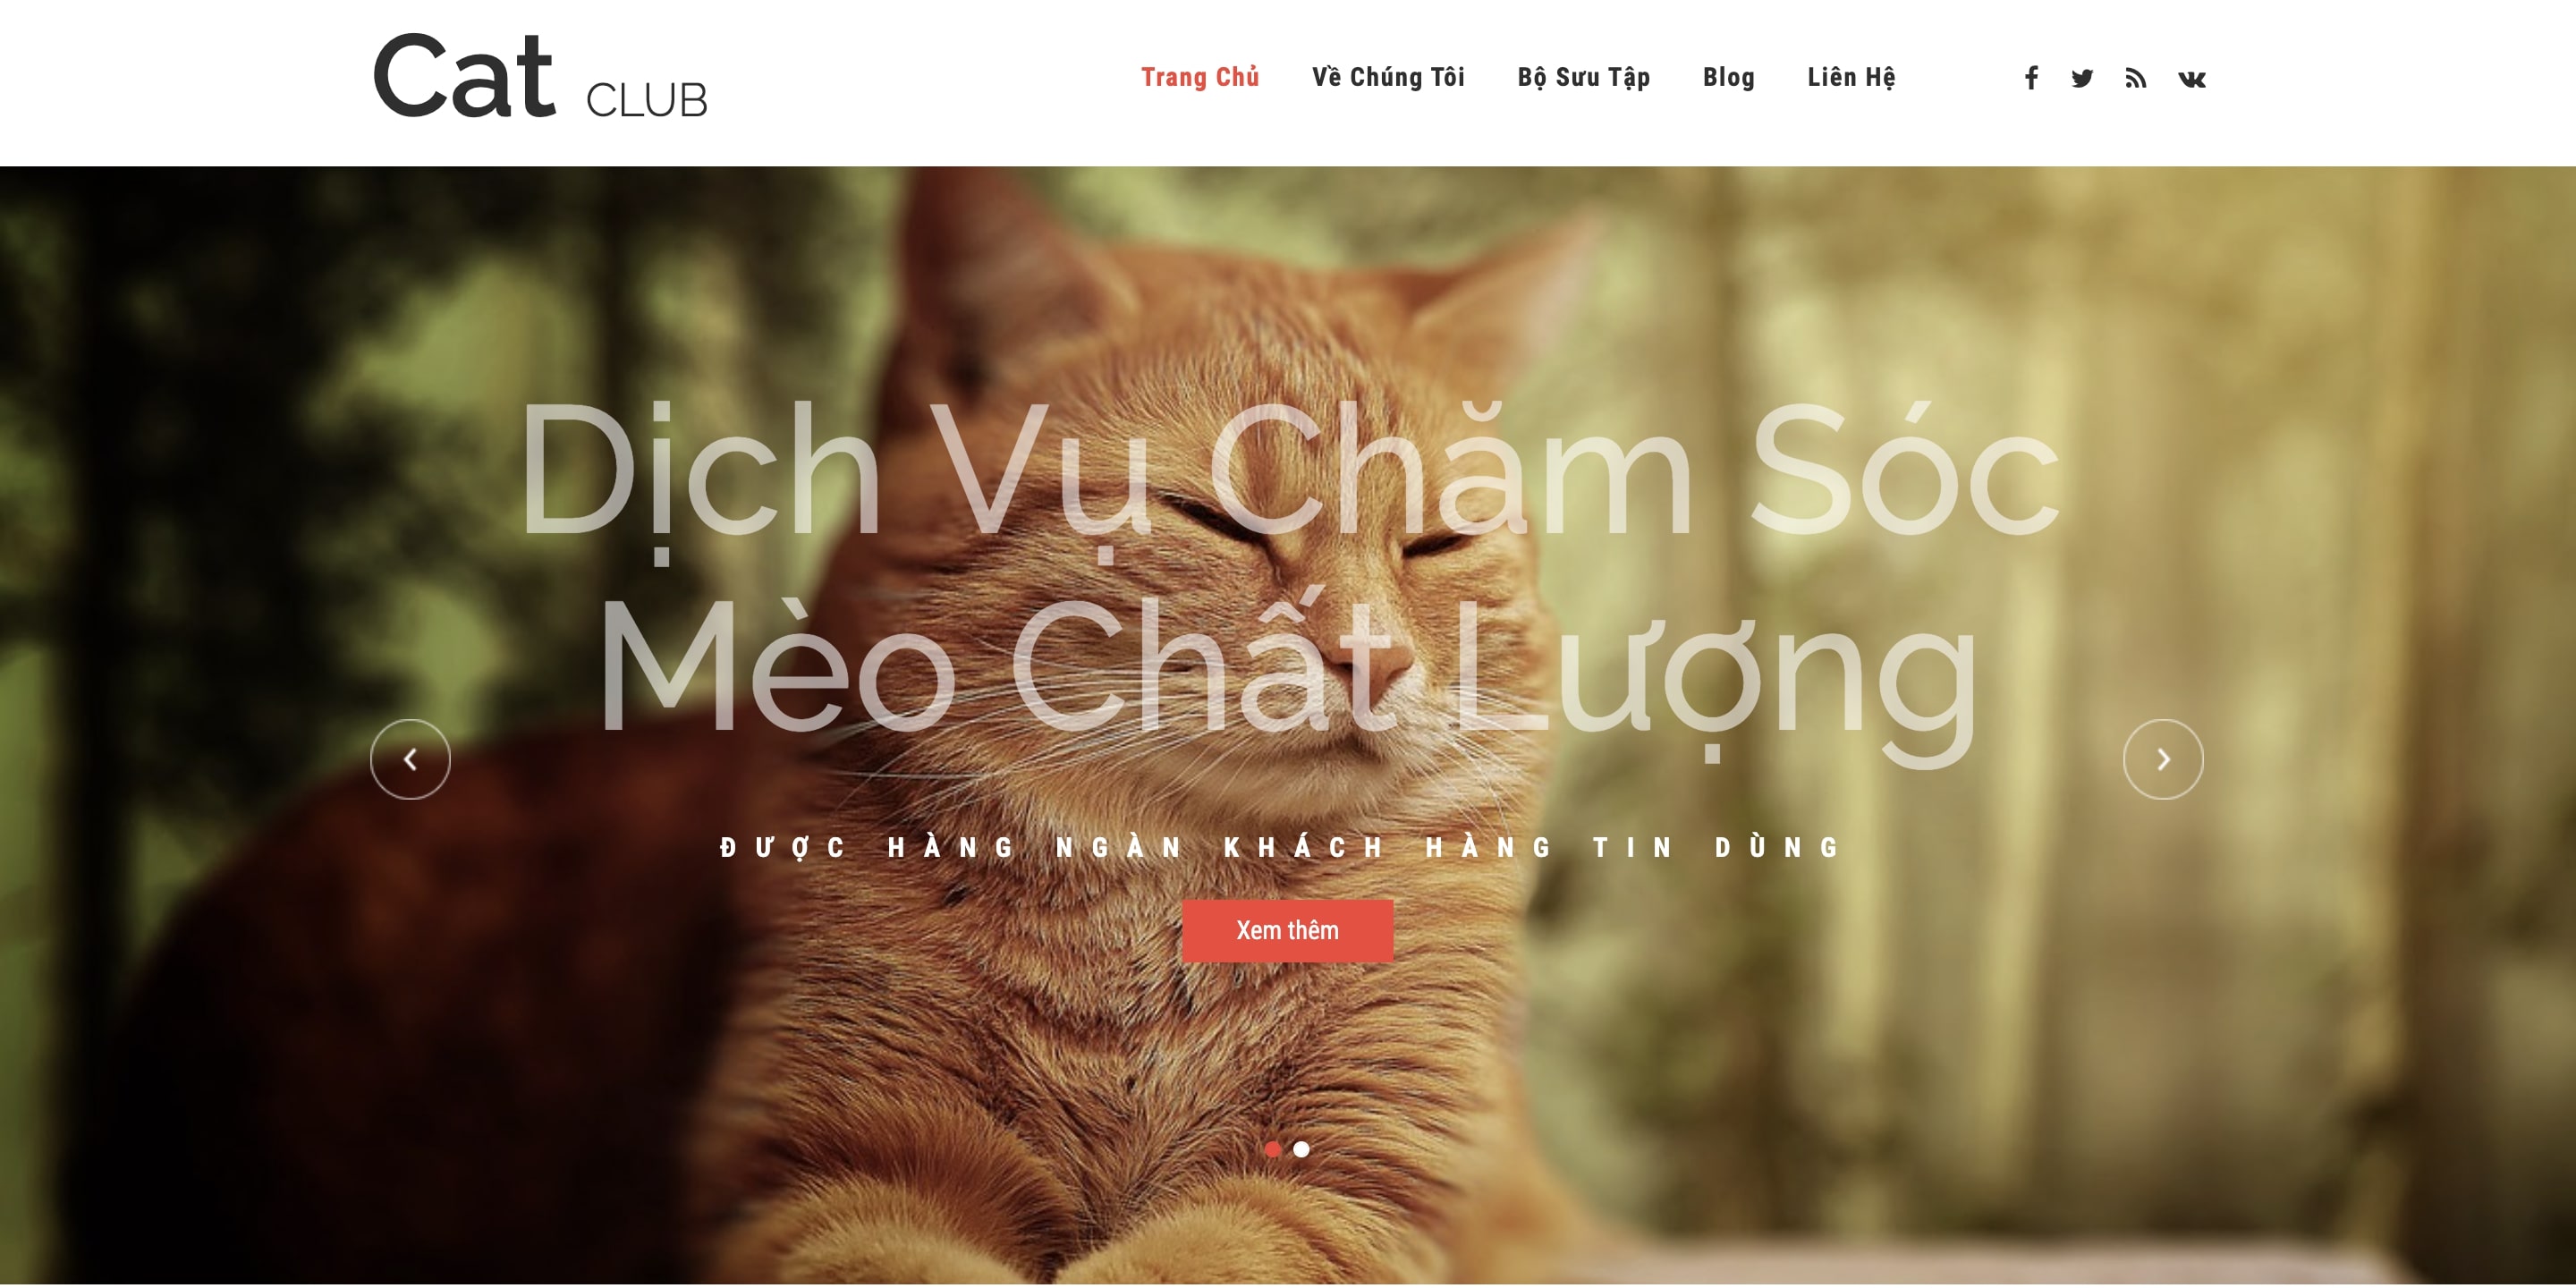 Cat CLUB
Trang Chủ Về Chúng Tôi Bộ Sưu Tập Blog Liên Hệ
Dịch Vụ Chăm Sóc
Mèo Chất Lượng
ĐƯỢC HÀNG NGÀN KHÁCH HÀNG TIN DÙNG
Xem thêm